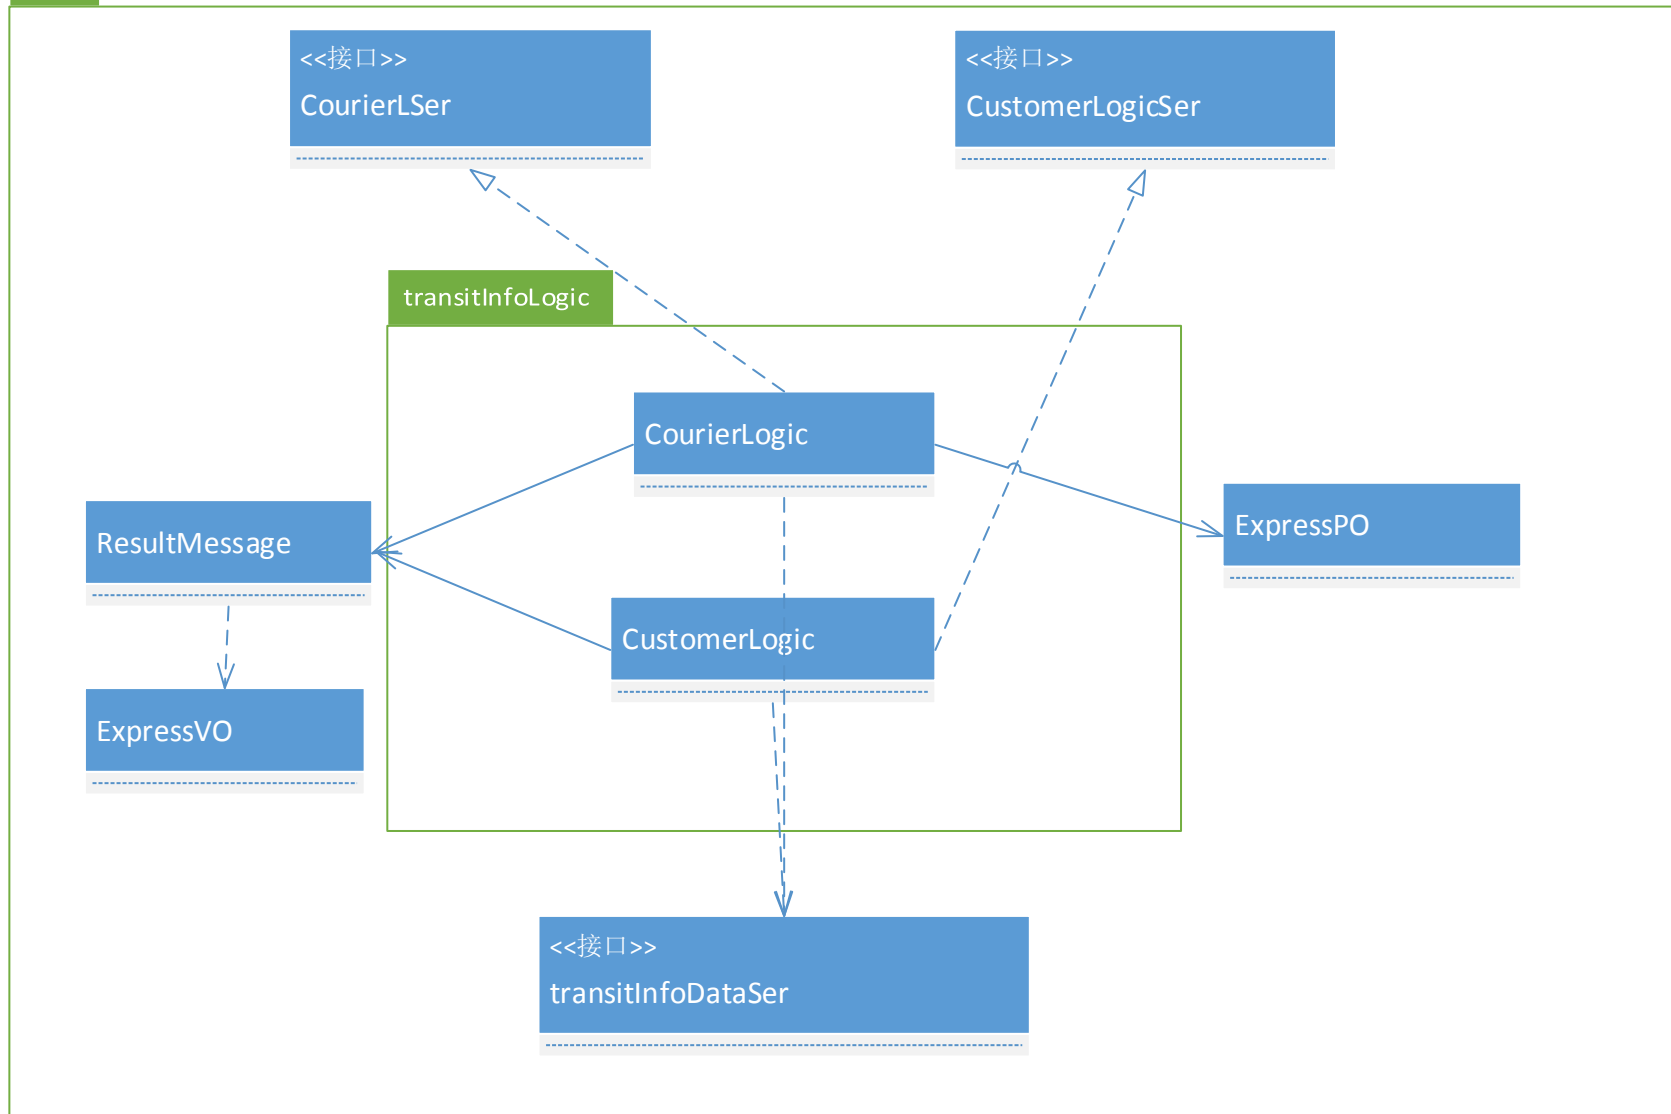 <<接口>>
CourierLSer
<<接口>>
CustomerLogicSer
transitInfoLogic
CourierLogic
ExpressPO
ResultMessage
CustomerLogic
ExpressVO
<<接口>>
transitInfoDataSer